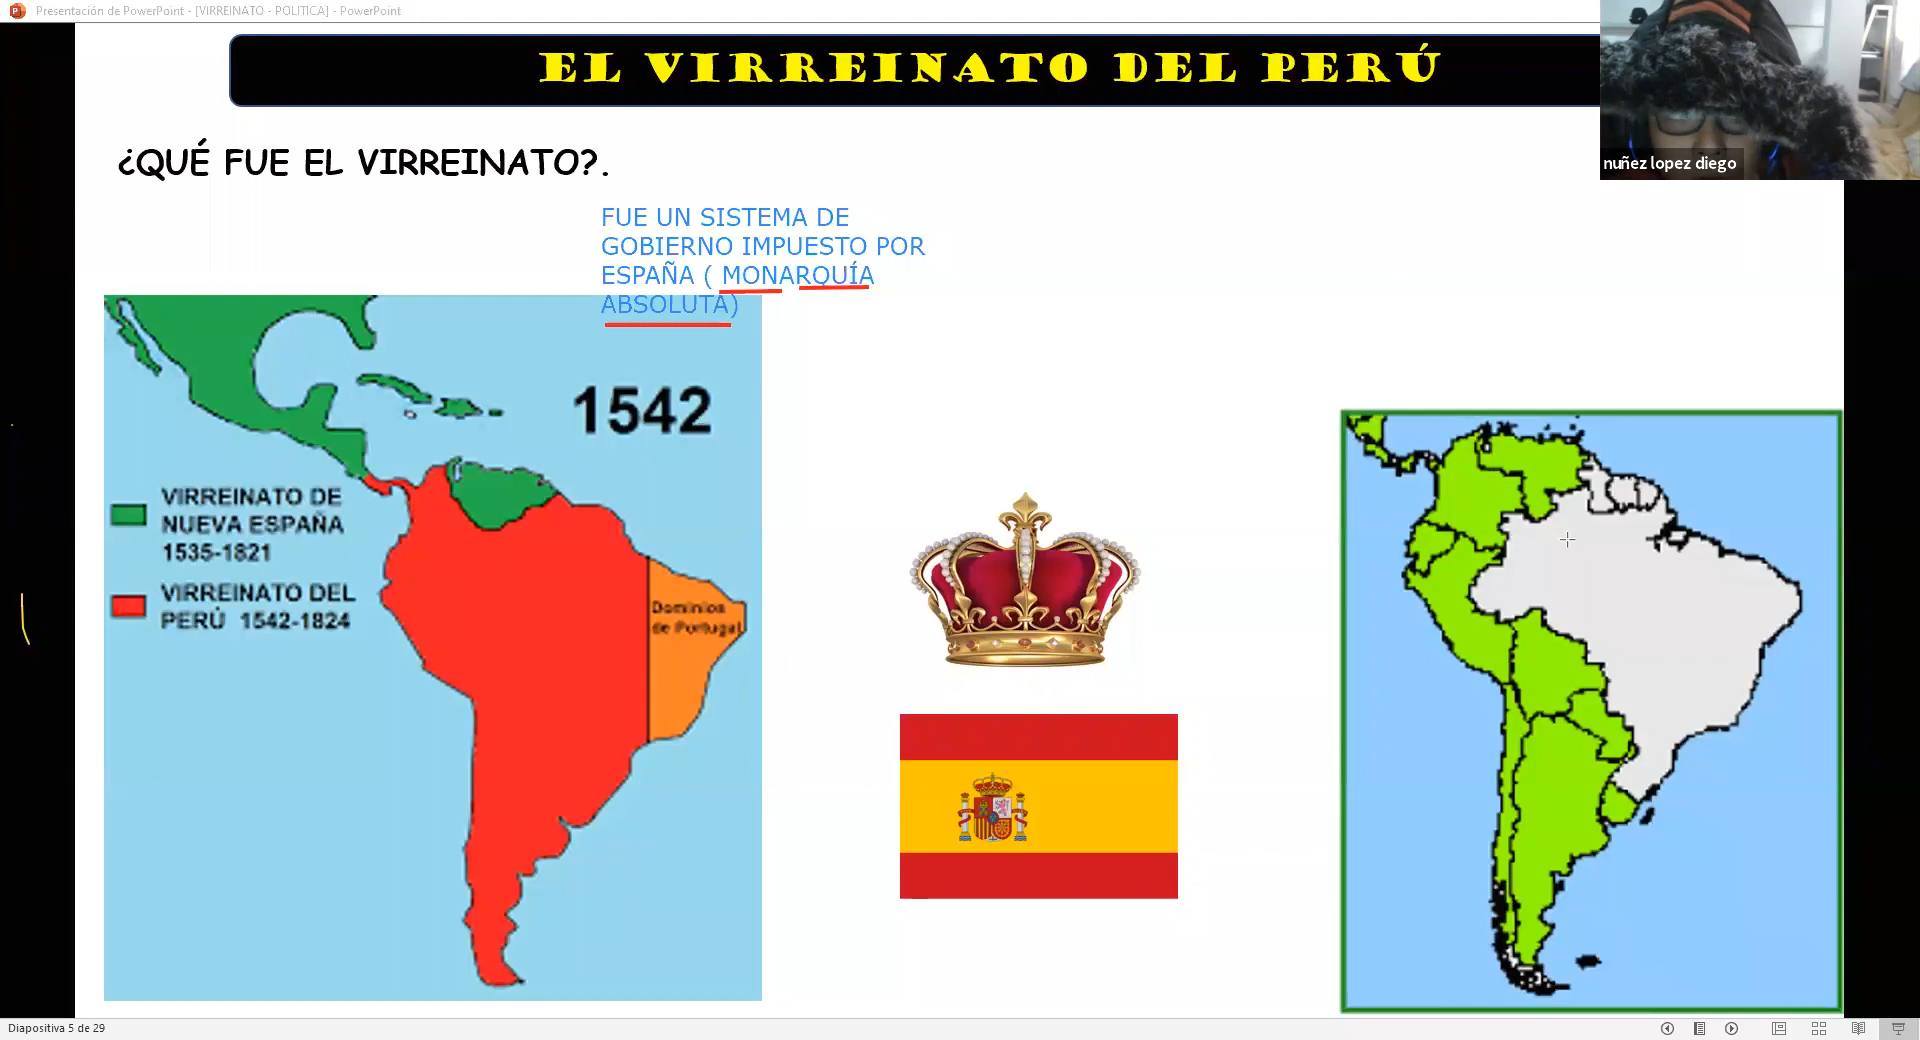 Presentación de PowerPoint - [VIRREINATO - POLITICA] - PowerPoint
EL VIRREINATO DEL PERÚ
nuñez lopez diego
¿QUÉ FUE EL VIRREINATO?.
FUE UN SISTEMA DE
GOBIERNO IMPUESTO POR
ESPAÑA ( MONARQUÍA
ABSOLUTA)
1542
VIRREINATO DE
NUEVA ESPAÑA
1535-1821
VIRREINATO DEL
PERÚ 1542-1824
Dominios
de Portugal
Diapositiva 5 de 29